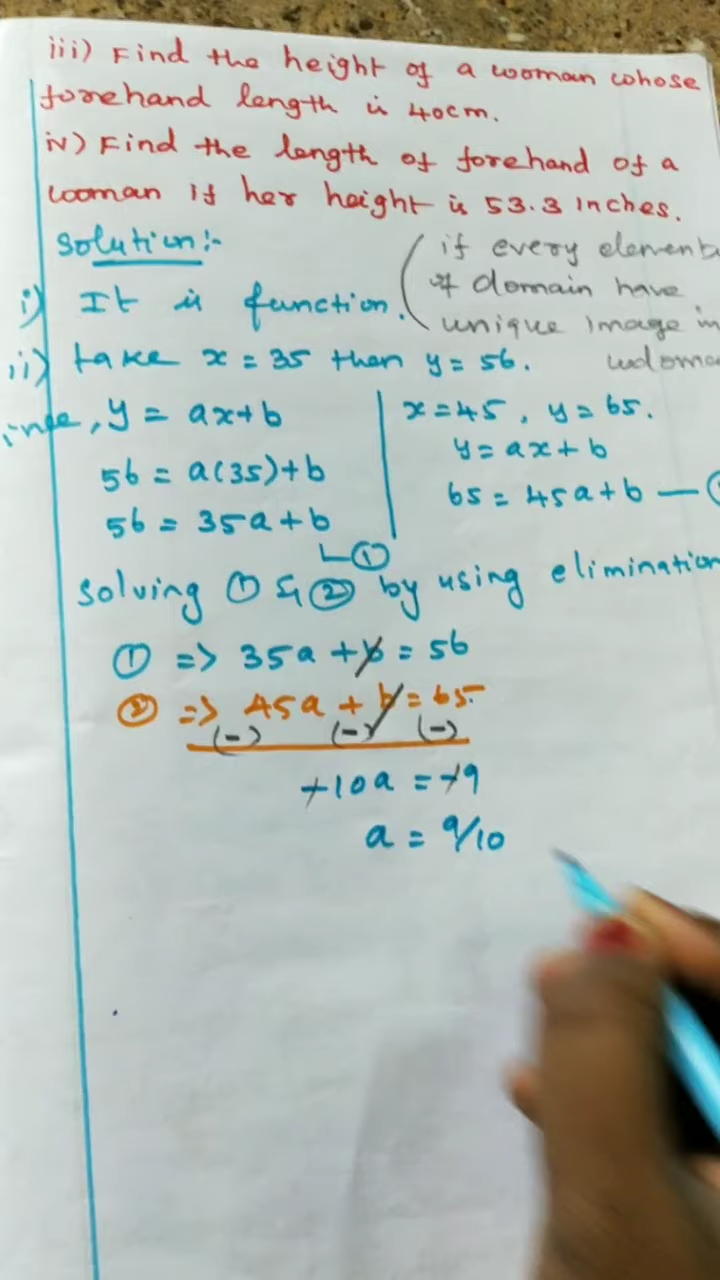 iii) Find the height of a woman whose
forehand length is 40cm.
iv) Find the length of forehand of a
woman if her height is 53.3 inches.
Solution:-
(if every element
of domain have
unique image in
i) It is function.
ii) take x = 35 then y = 56.
ince, y = ax+b
56 = a(35)+b
56 = 35a+b
①
x=45, y=65.
y=ax+b
65 = 45a+b —
Solving ① & ② by using elimination
① => 35a + b = 56
② => 45a + b = 65
(-) (-) (-)
-10a = -9
a = 9/10